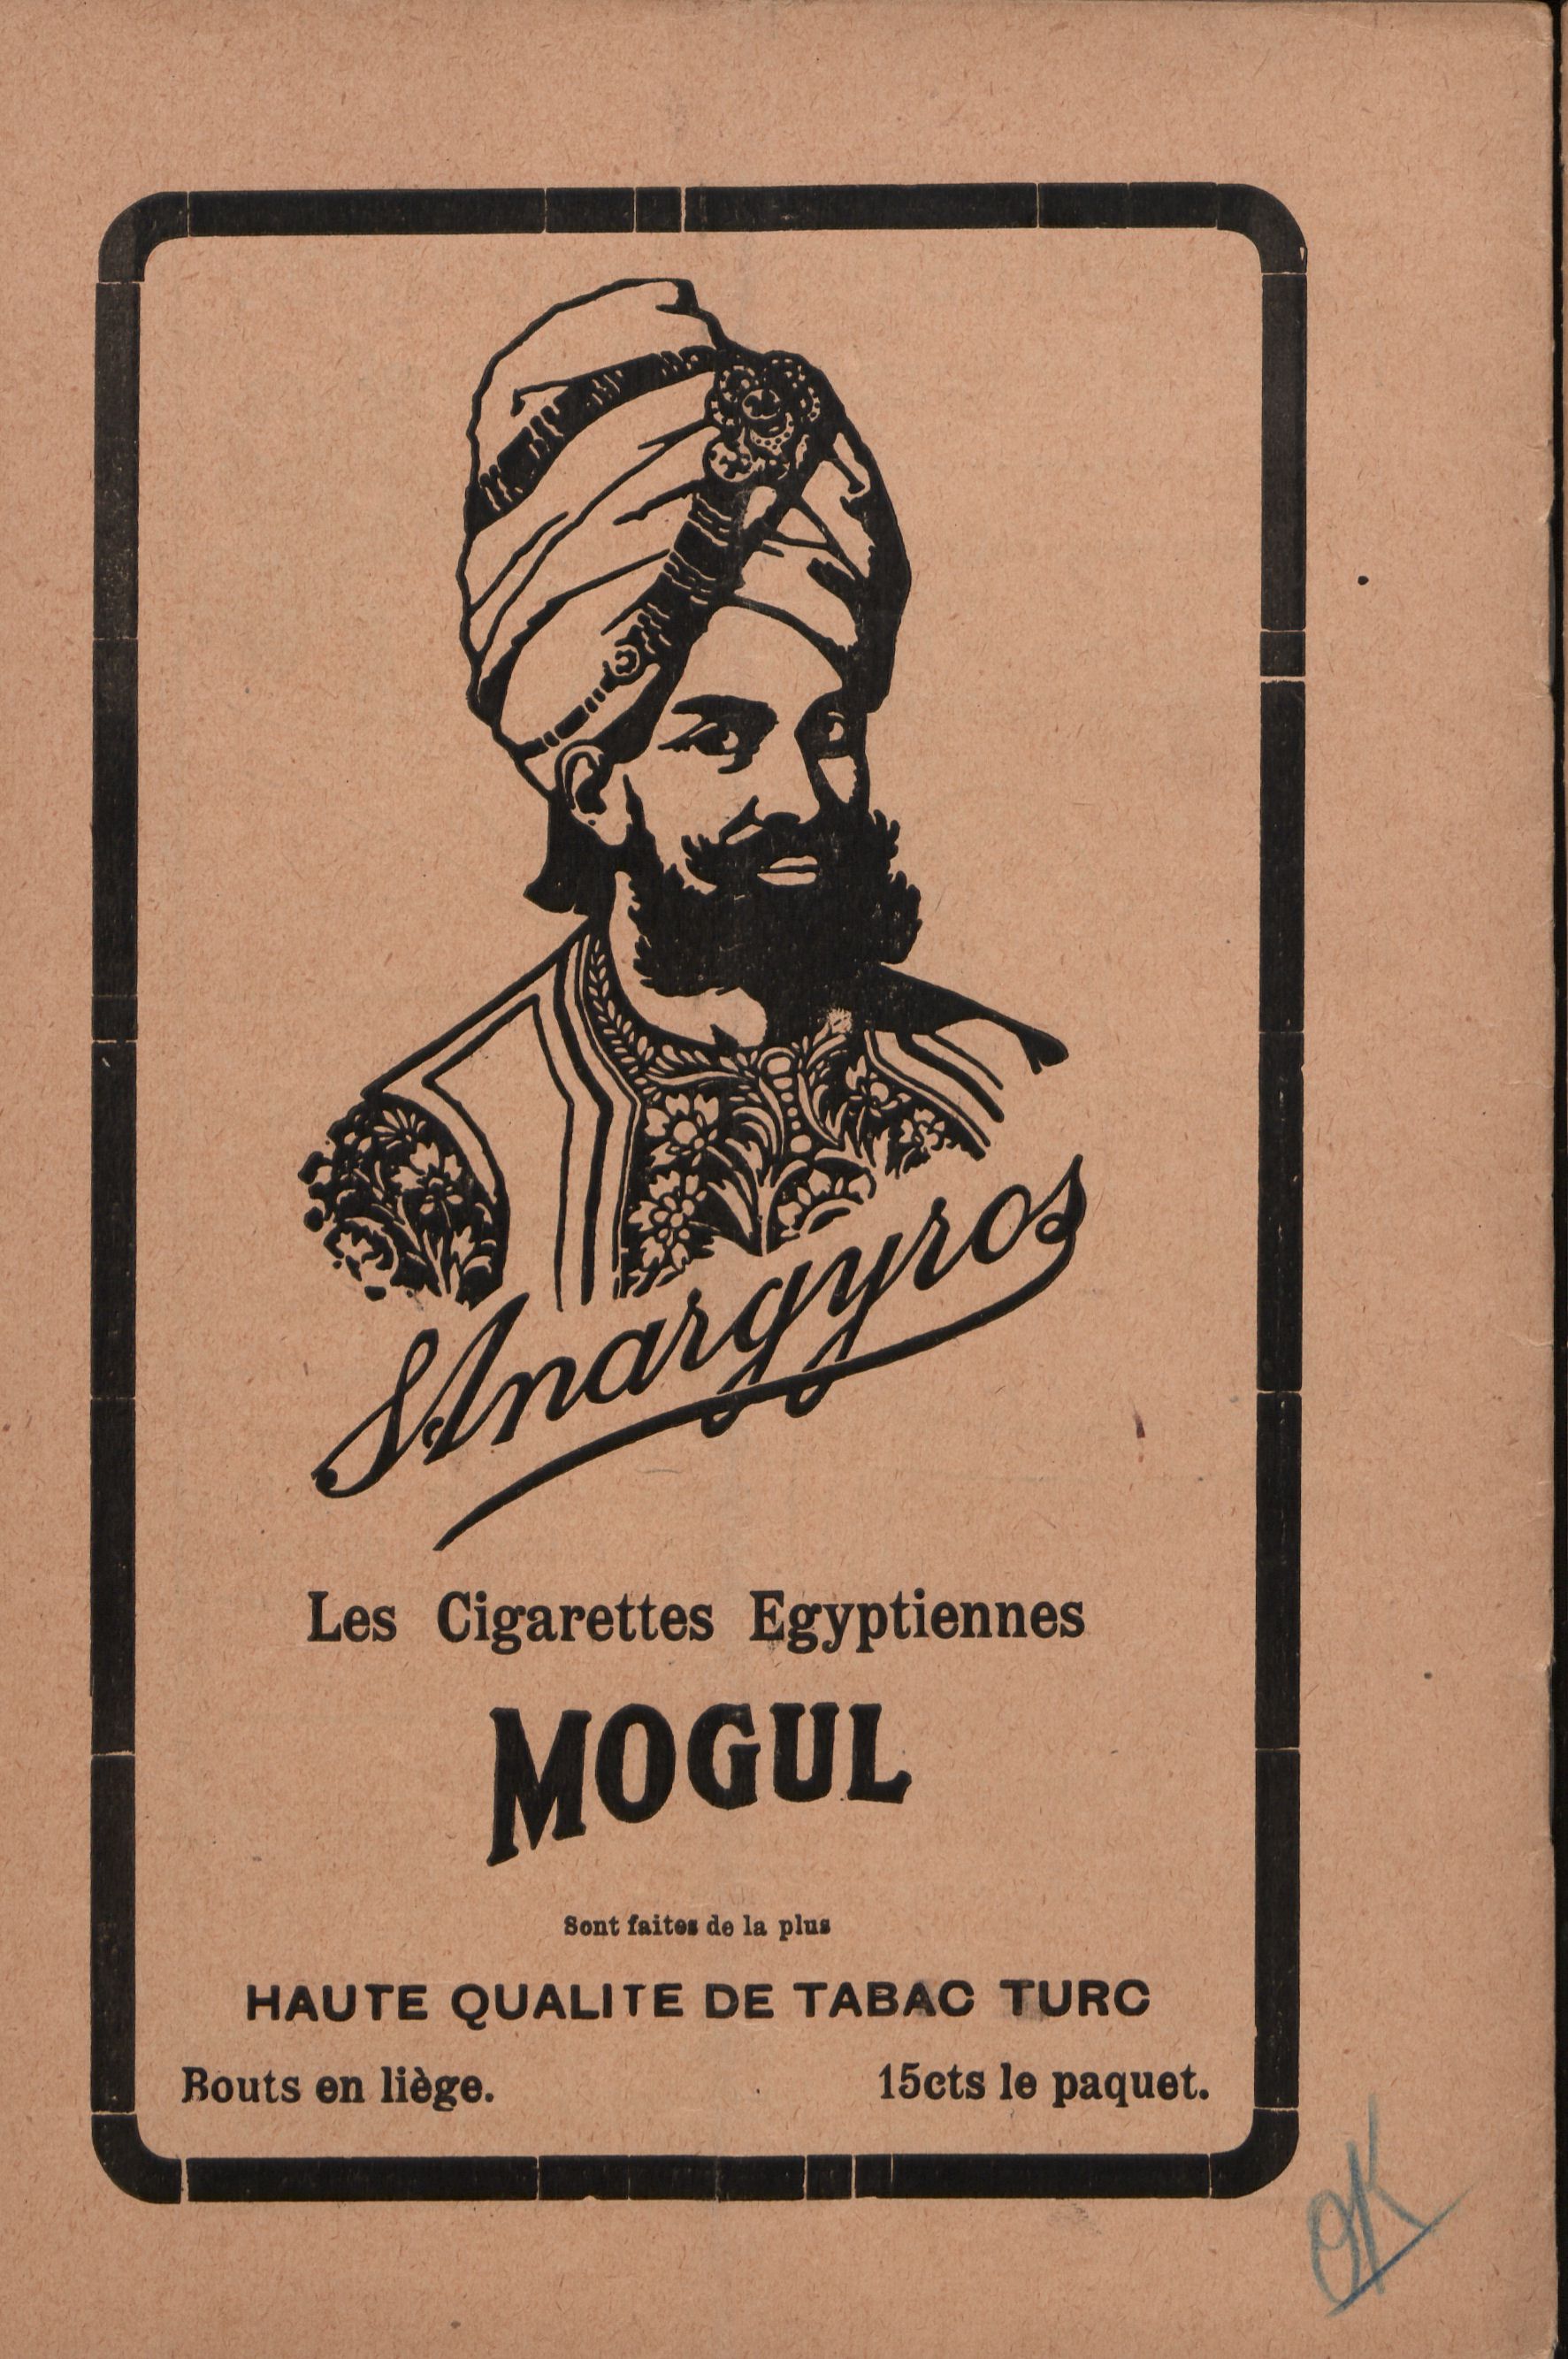 S. Anargyros
Les Cigarettes Egyptiennes
MOGUL
Sont faites de la plus
HAUTE QUALITE DE TABAC TURC
Bouts en liège. 15cts le paquet.
OK